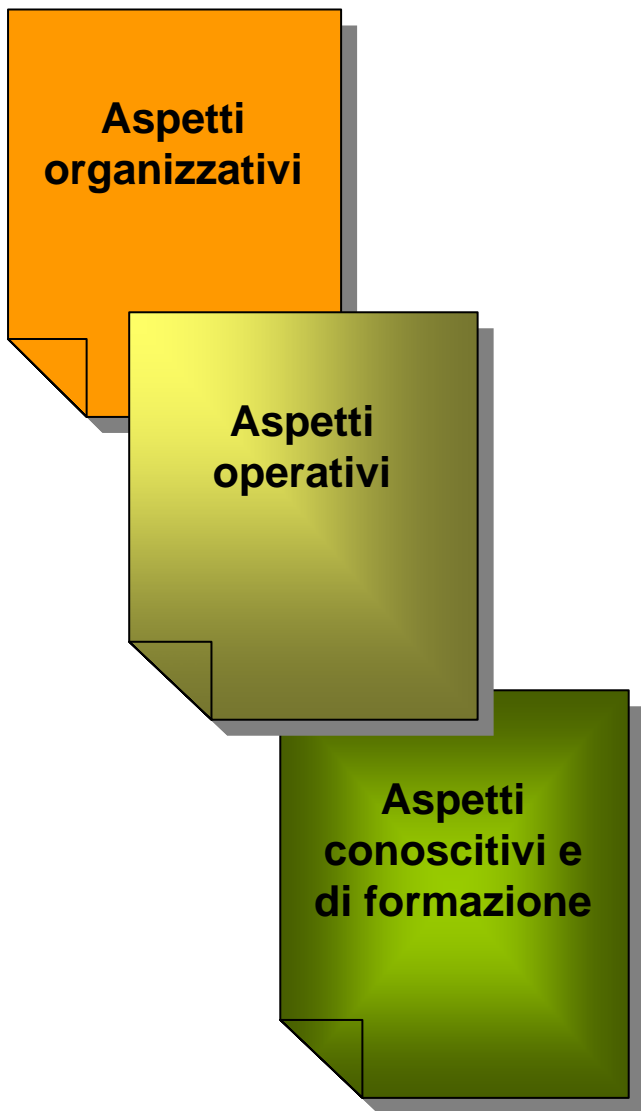 Aspetti
organizzativi
Aspetti
operativi
Aspetti
conoscitivi e
di formazione